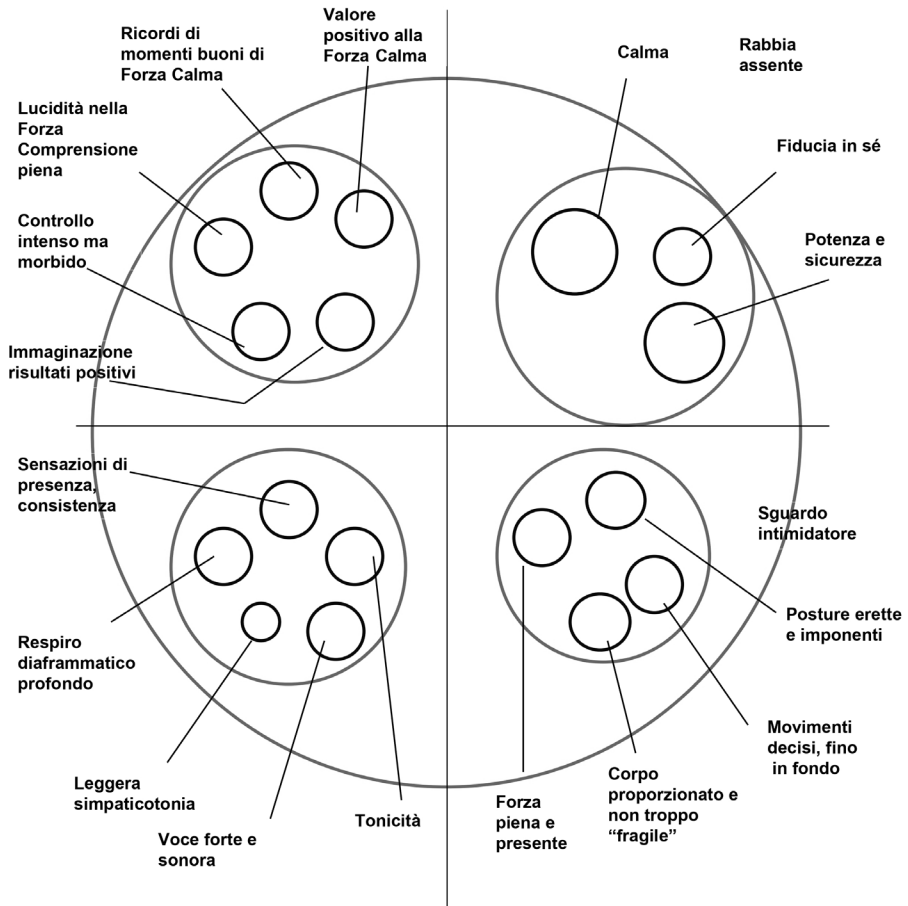 Ricordi di
momenti buoni di
Forza Calma
Valore
positivo alla
Forza Calma
Lucidità nella
Forza
Comprensione
piena
Controllo
intenso ma
morbido
Immaginazione
risultati positivi
Calma
Rabbia
assente
Fiducia in sé
Potenza e
sicurezza
Sensazioni di
presenza,
consistenza
Respiro
diaframmatico
profondo
Leggera
simpaticotonia
Voce forte e
sonora
Tonicità
Sguardo
intimidatore
Posture erette
e imponenti
Movimenti
decisi, fino
in fondo
Corpo
proporzionato e
non troppo
“fragile”
Forza
piena e
presente